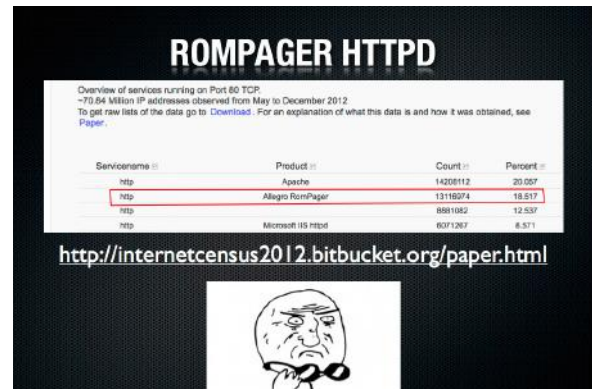 ROMPAGER HTTPD
Overview of services running on Port 80 TCP.
~70.84 Million IP addresses observed from May to December 2012
To get raw lists of the data go to Download. For an explanation of what this data is and how it was obtained, see
Paper.
Servicename Product Count Percent
http Apache 14208112 20.057
http Allegro RomPager 13116974 18.517
http 8881082 12.537
http Microsoft IIS httpd 6071267 8.571
http://internetcensus2012.bitbucket.org/paper.html